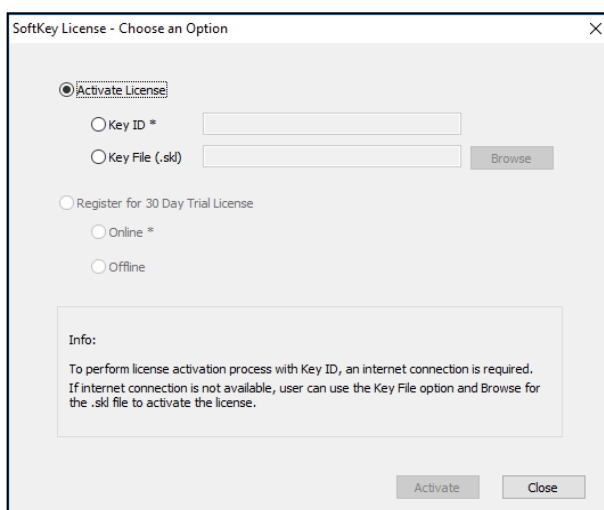 SoftKey License - Choose an Option
Activate License
Key ID *
Key File (.skl)
Browse
Register for 30 Day Trial License
Online *
Offline
Info:
To perform license activation process with Key ID, an internet connection is required.
If internet connection is not available, user can use the Key File option and Browse for
the .skl file to activate the license.
Activate
Close